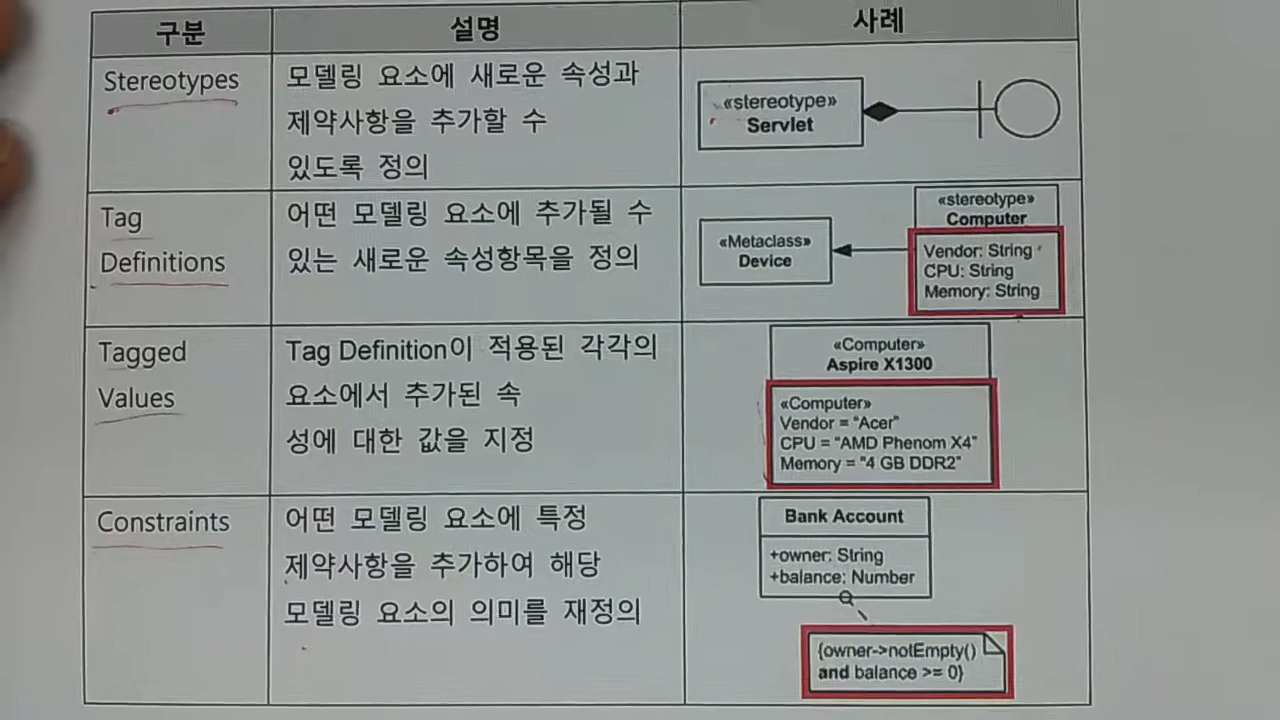 구분
설명
사례
Stereotypes
모델링 요소에 새로운 속성과
제약사항을 추가할 수
있도록 정의
«stereotype»
Servlet
Tag
Definitions
어떤 모델링 요소에 추가될 수
있는 새로운 속성항목을 정의
«Metaclass»
Device
«stereotype»
Computer
Vendor: String
CPU: String
Memory: String
Tagged
Values
Tag Definition이 적용된 각각의
요소에서 추가된 속
성에 대한 값을 지정
«Computer»
Aspire X1300
«Computer»
Vendor = "Acer"
CPU = "AMD Phenom X4"
Memory = "4 GB DDR2"
Constraints
어떤 모델링 요소에 특정
제약사항을 추가하여 해당
모델링 요소의 의미를 재정의
Bank Account
+owner: String
+balance: Number
{owner->notEmpty()
and balance >= 0}